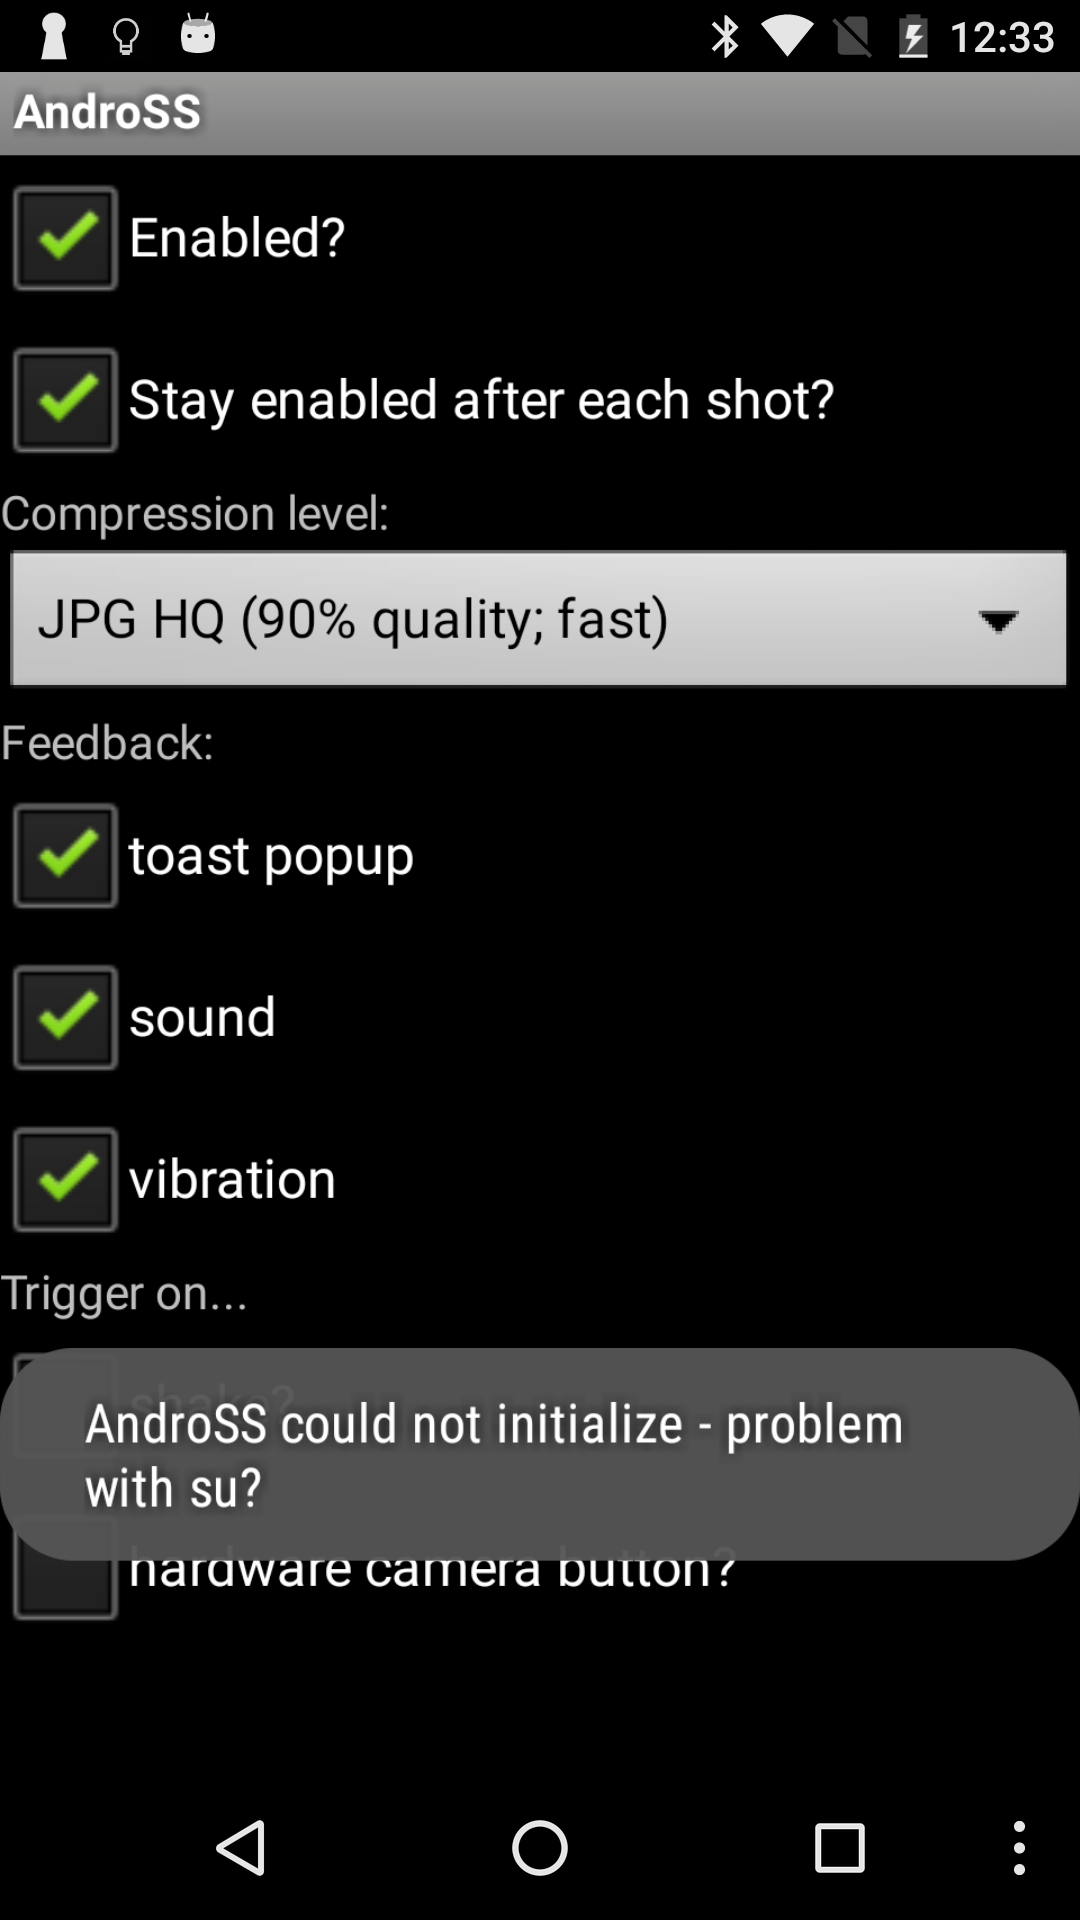 12:33
AndroSS
Enabled?
Stay enabled after each shot?
Compression level:
JPG HQ (90% quality; fast)
Feedback:
toast popup
sound
vibration
Trigger on...
shake?
AndroSS could not initialize - problem
with su?
hardware camera button?